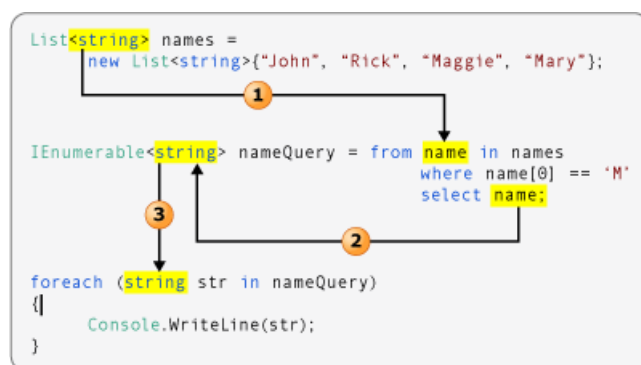 List<string> names =
new List<string>{“John”, “Rick”, “Maggie”, “Mary”};
1
IEnumerable<string> nameQuery = from name in names
where name[0] == ‘M’
select name;
3
2
foreach (string str in nameQuery)
{
Console.WriteLine(str);
}